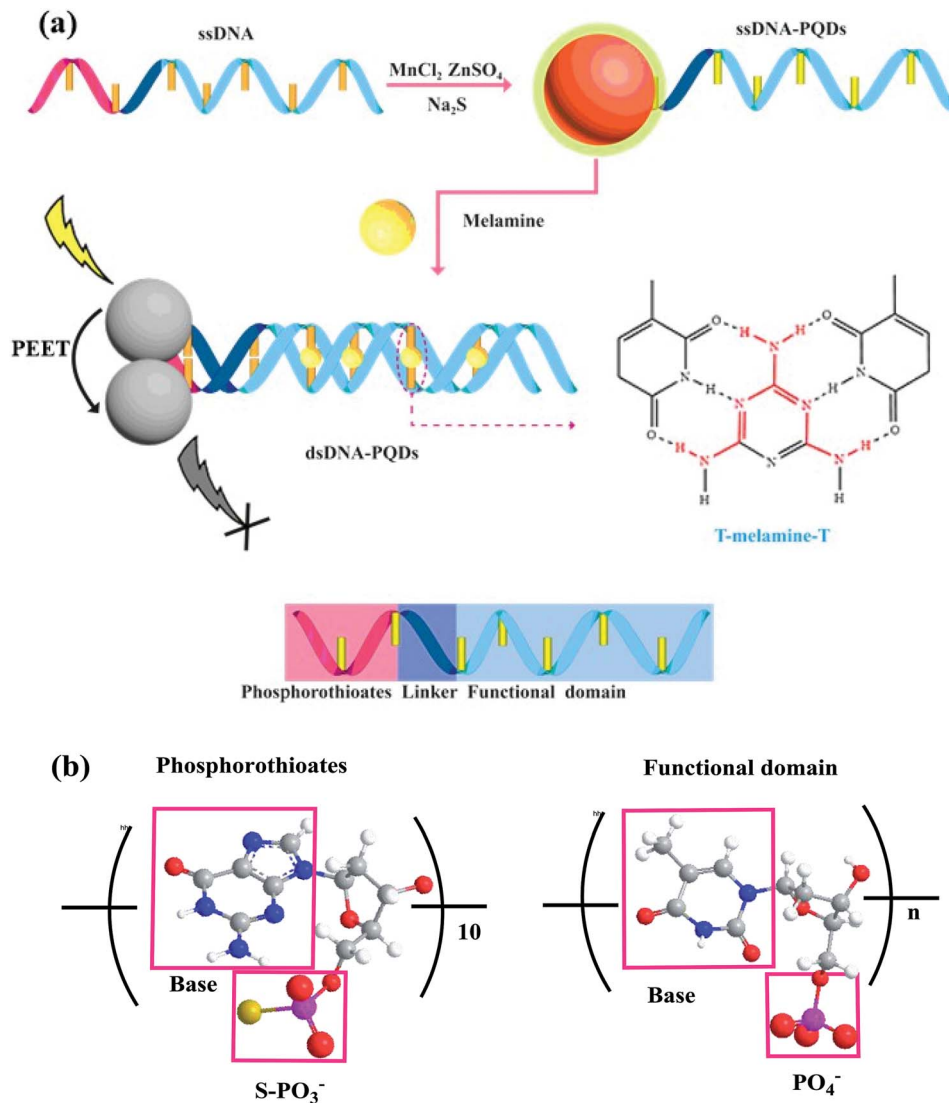 (a)
ssDNA
MnCl₂ ZnSO₄
Na₂S
ssDNA-PQDs
Melamine
PEET
dsDNA-PQDs
O H H O
N
N H N N H N
O H N N N H O
H H
T-melamine-T
Phosphorothioates Linker Functional domain
(b)
Phosphorothioates
Functional domain
Base
10
S-PO₃⁻
Base
n
PO₄⁻